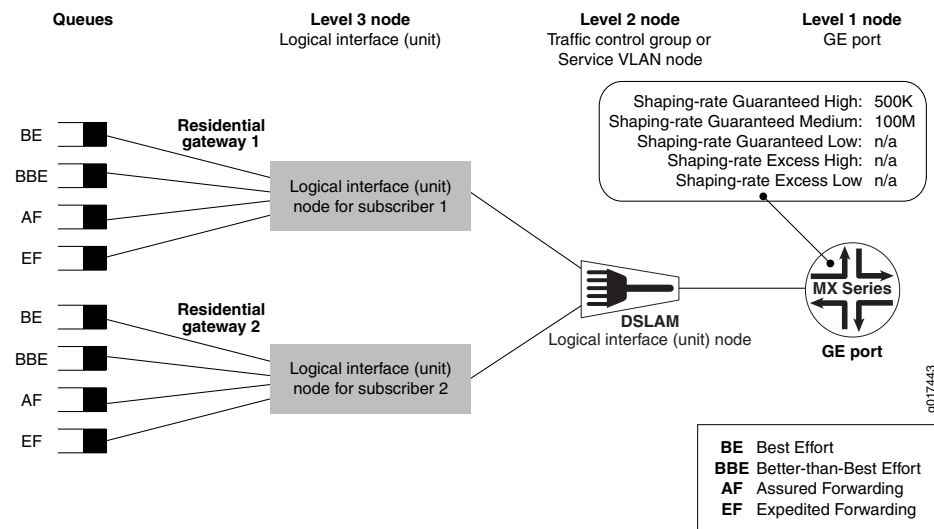 Queues
Level 3 node
Logical interface (unit)
Level 2 node
Traffic control group or
Service VLAN node
Level 1 node
GE port
Shaping-rate Guaranteed High: 500K
Shaping-rate Guaranteed Medium: 100M
Shaping-rate Guaranteed Low: n/a
Shaping-rate Excess High: n/a
Shaping-rate Excess Low n/a
BE
BBE
AF
EF
Residential
gateway 1
Logical interface (unit)
node for subscriber 1
BE
BBE
AF
EF
Residential
gateway 2
Logical interface (unit)
node for subscriber 2
DSLAM
Logical interface (unit) node
MX Series
GE port
g017443
BE Best Effort
BBE Better-than-Best Effort
AF Assured Forwarding
EF Expedited Forwarding